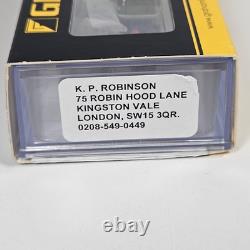 K. P. ROBINSON
75 ROBIN HOOD LANE
KINGSTON VALE
LONDON, SW15 3QR.
0208-549-0449